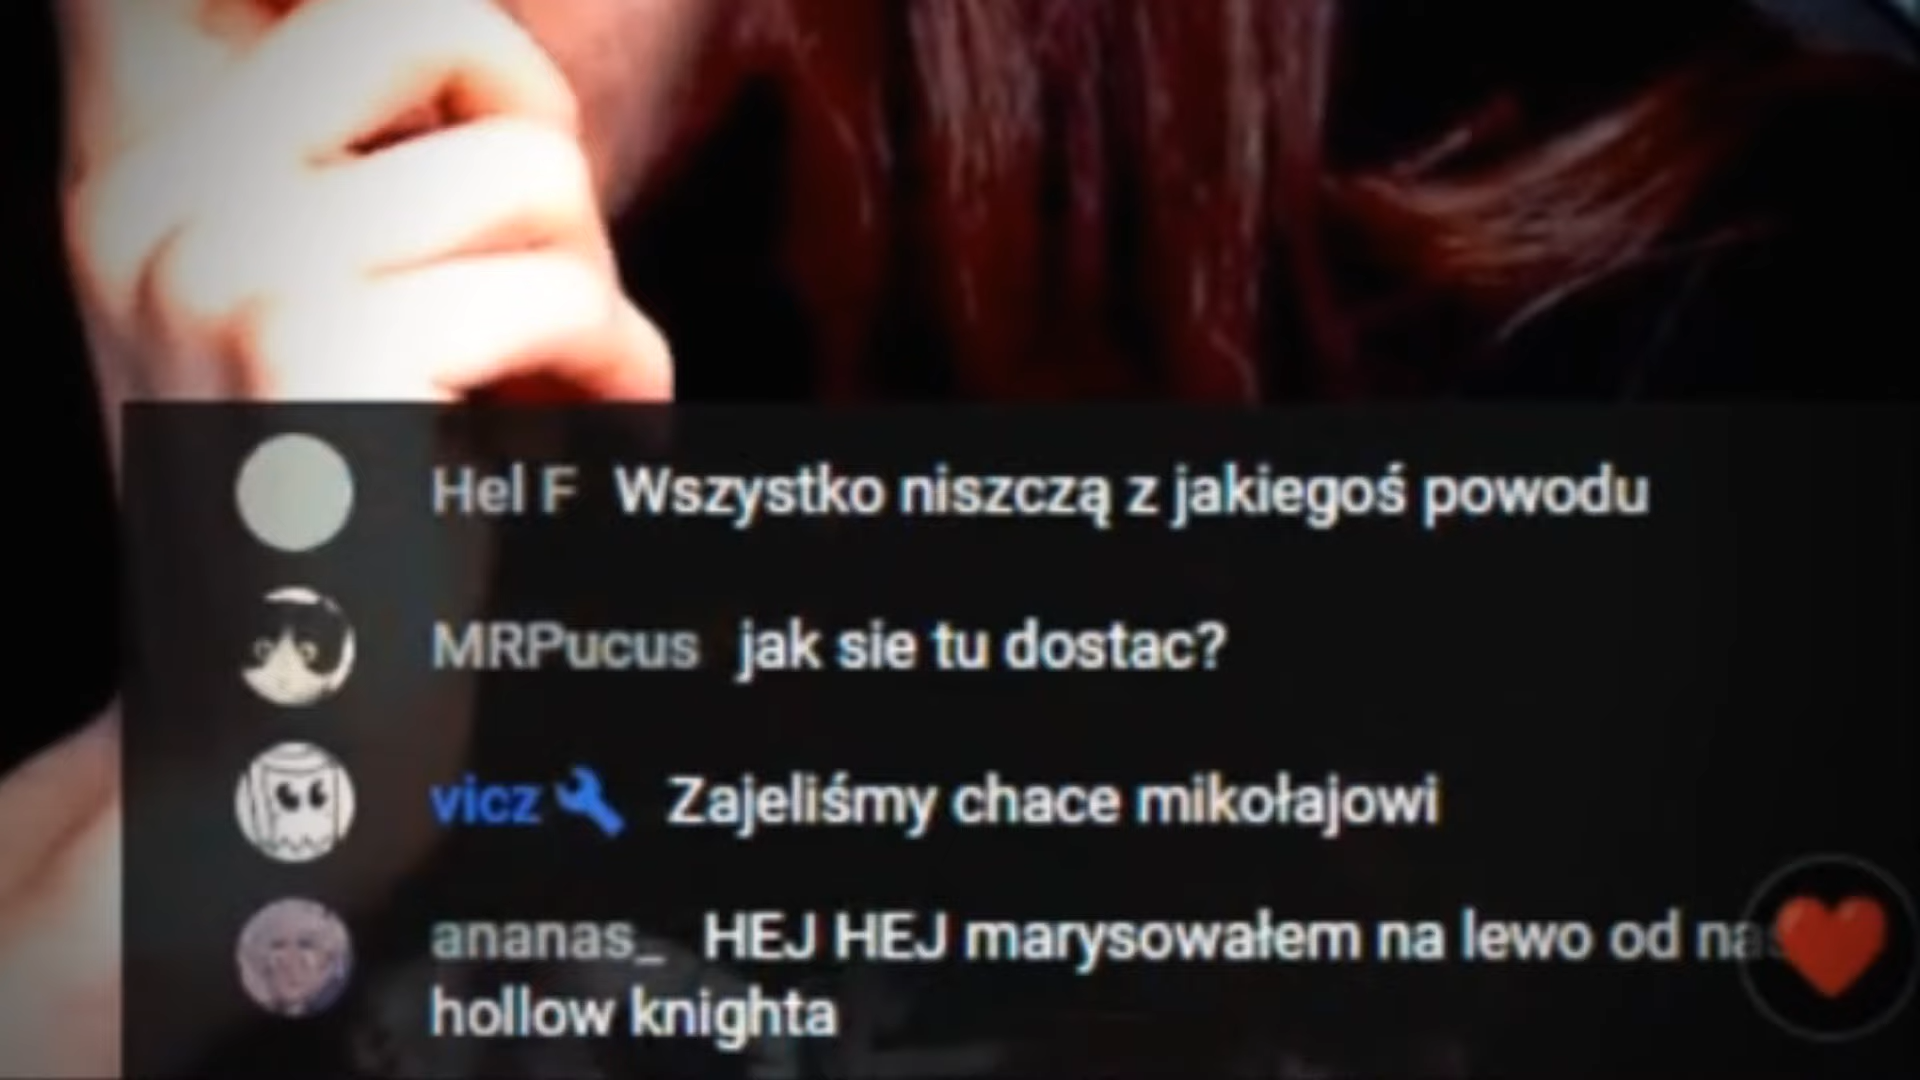 Hel F Wszystko niszczą z jakiegoś powodu
MRPucus jak sie tu dostac?
vicz Zajeliśmy chace mikołajowi
ananas_ HEJ HEJ marysowałem na lewo od nas
hollow knighta